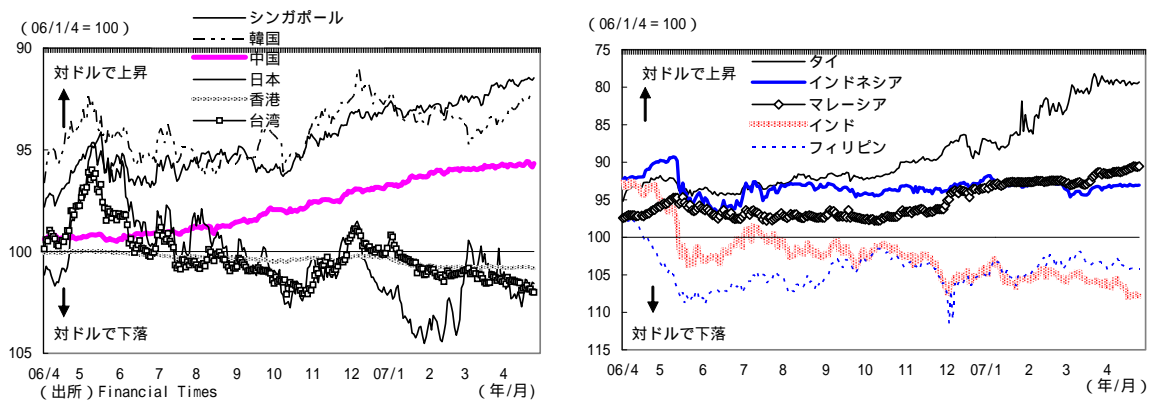 （06/1/4＝100）
シンガポール
韓国
中国
日本
香港
台湾
90
95
100
105
対ドルで上昇
対ドルで下落
06/4 5 6 7 8 9 10 11 12 07/1 2 3 4
（年/月）
（出所）Financial Times
（06/1/4＝100）
タイ
インドネシア
マレーシア
インド
フィリピン
75
80
85
90
95
100
105
110
115
対ドルで上昇
対ドルで下落
06/4 5 6 7 8 9 10 11 12 07/1 2 3 4
（年/月）